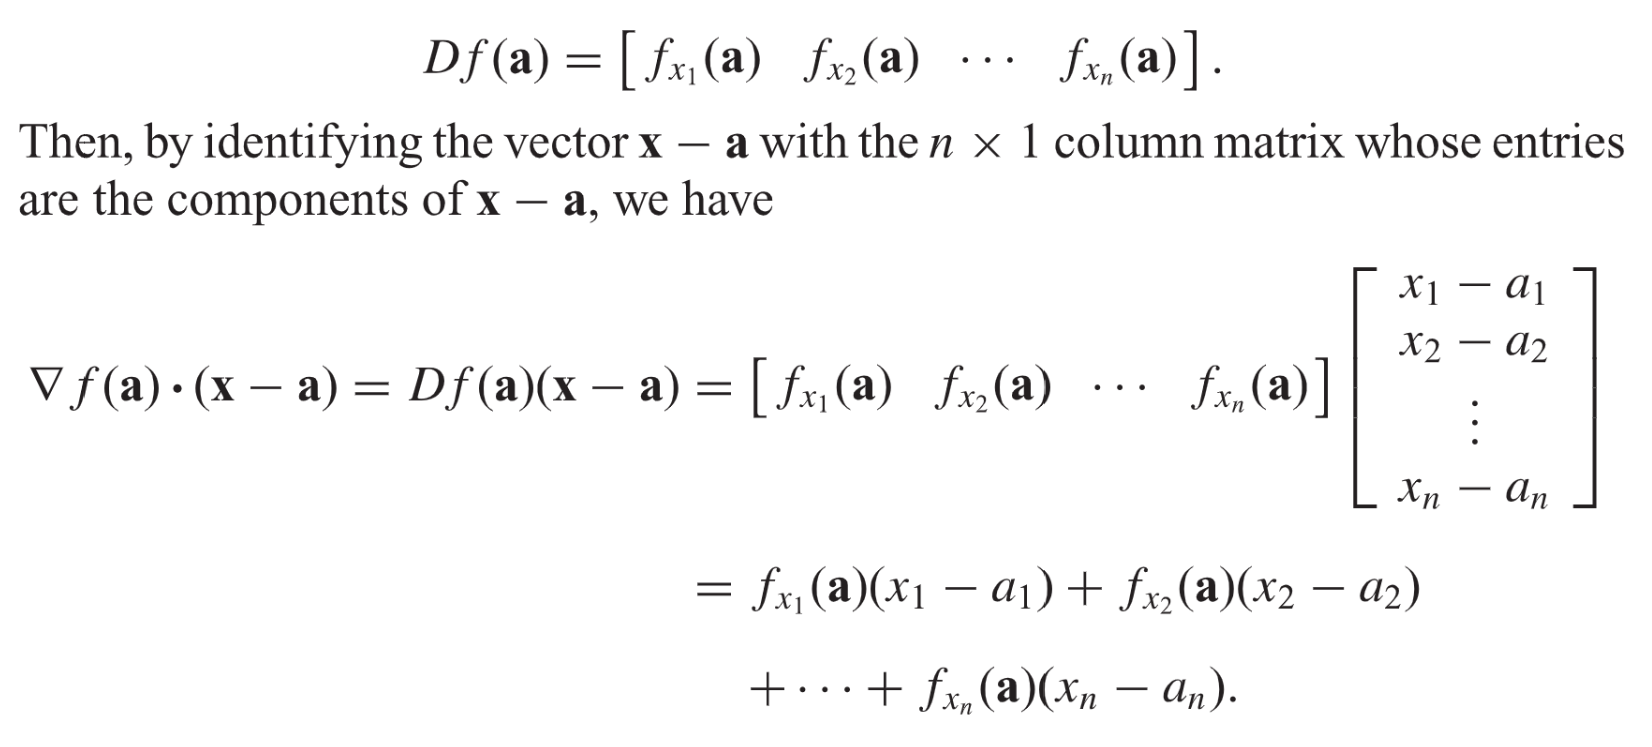 Df(𝐚) = [ f_{x_1}(𝐚)  f_{x_2}(𝐚)  ⋯  f_{x_n}(𝐚) ] .
Then, by identifying the vector 𝐱 − 𝐚 with the n × 1 column matrix whose entries
are the components of 𝐱 − 𝐚, we have
∇f(𝐚) · (𝐱 − 𝐚) = Df(𝐚)(𝐱 − 𝐚) = [ f_{x_1}(𝐚)  f_{x_2}(𝐚)  ⋯  f_{x_n}(𝐚) ] [ x_1 − a_1 ; x_2 − a_2 ; ⋮ ; x_n − a_n ]
= f_{x_1}(𝐚)(x_1 − a_1) + f_{x_2}(𝐚)(x_2 − a_2)
+ ⋯ + f_{x_n}(𝐚)(x_n − a_n).